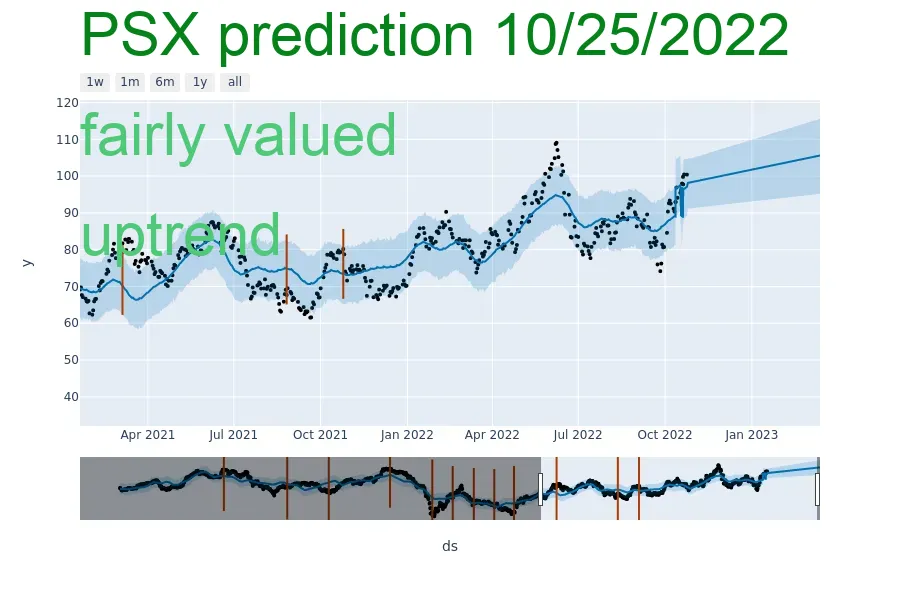 PSX prediction 10/25/2022
1w 1m 6m 1y all
120
fairly valued
110
100
90
uptrend
80
y
70
60
50
40
Apr 2021 Jul 2021 Oct 2021 Jan 2022 Apr 2022 Jul 2022 Oct 2022 Jan 2023
ds